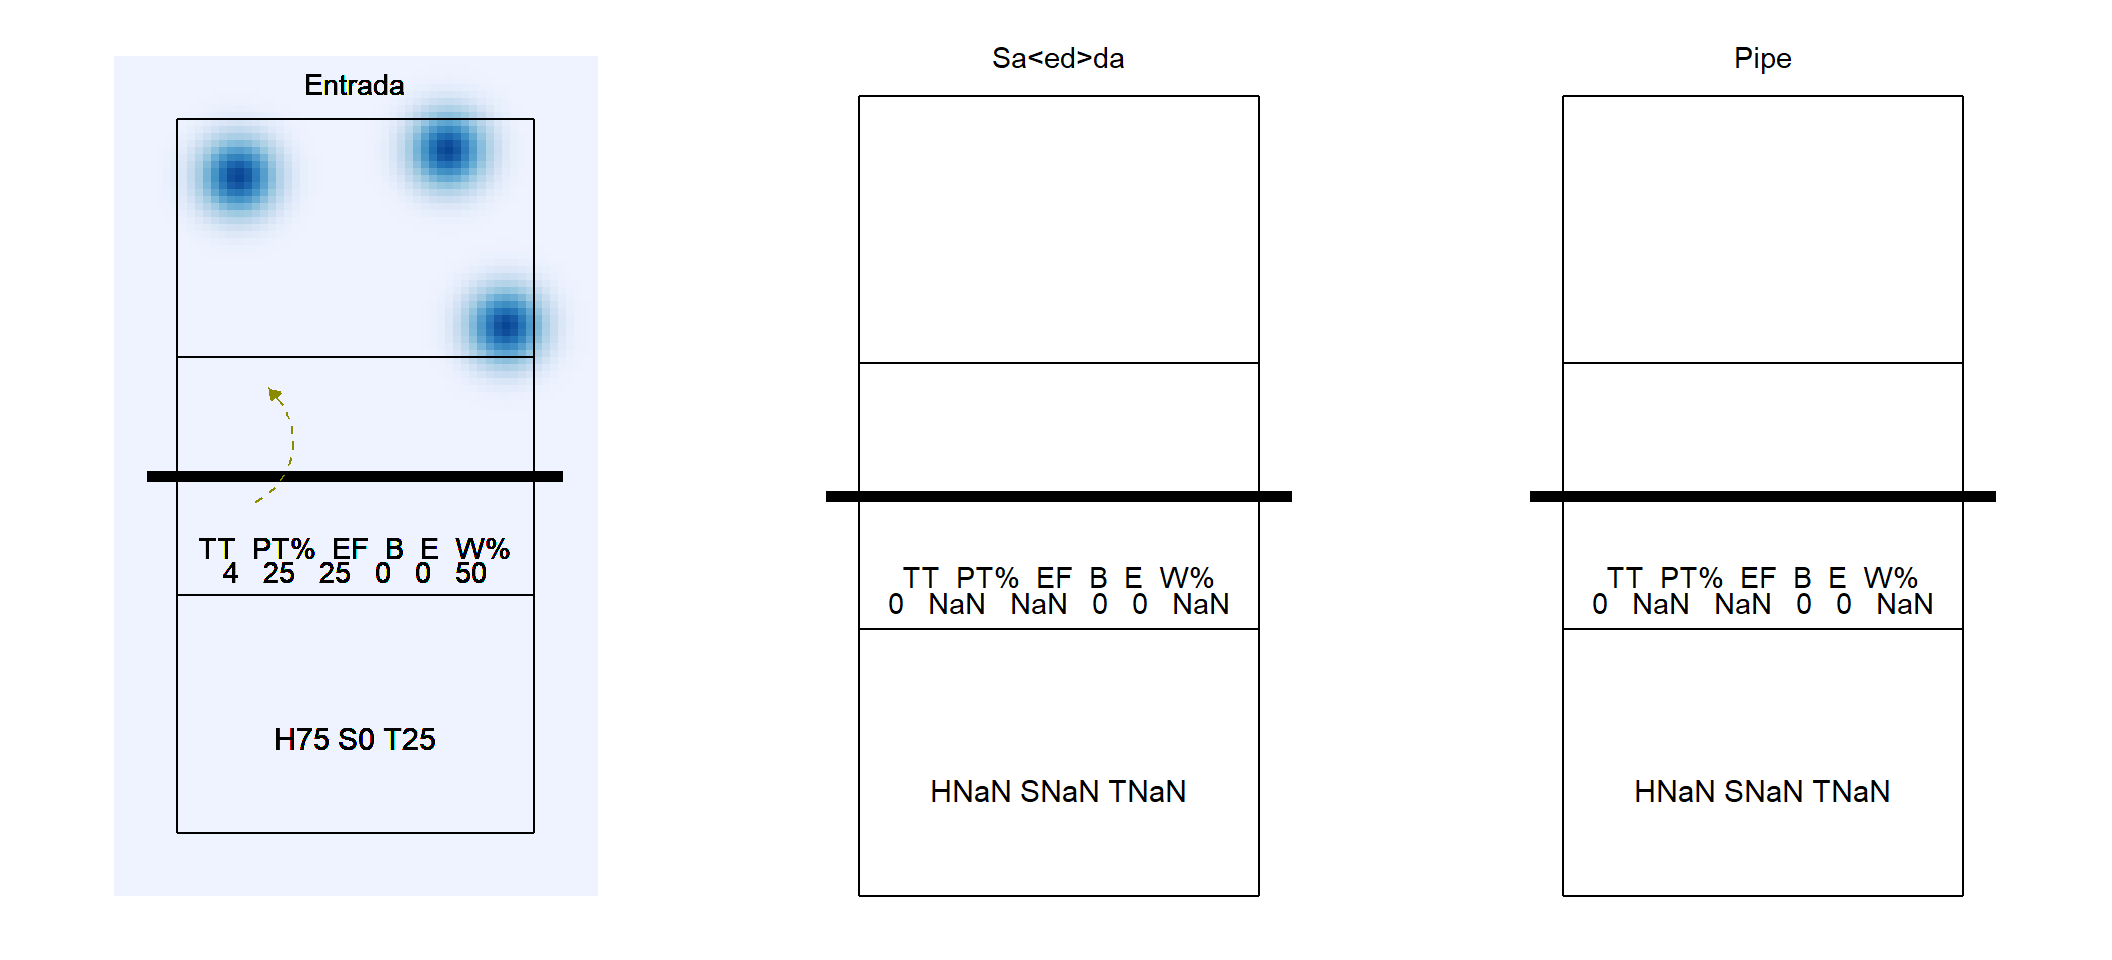 Entrada
TT PT% EF B E W%
4 25 25 0 0 50
H75 S0 T25
Sa<ed>da
TT PT% EF B E W%
0 NaN NaN 0 0 NaN
HNaN SNaN TNaN
Pipe
TT PT% EF B E W%
0 NaN NaN 0 0 NaN
HNaN SNaN TNaN